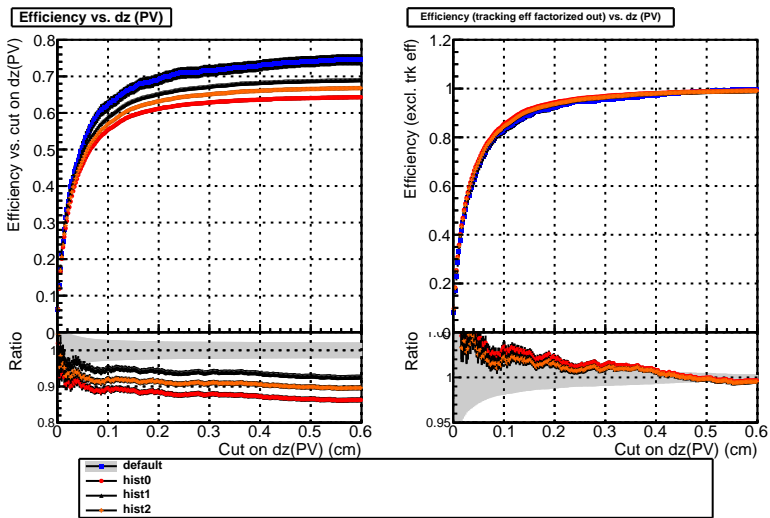 Efficiency vs. dz (PV)
Efficiency vs. cut on dz(PV)
0.8
0.7
0.6
0.5
0.4
0.3
0.2
0.1
0
Ratio
1
0.9
0.8
0 0.1 0.2 0.3 0.4 0.5 0.6
Cut on dz(PV) (cm)
Efficiency (tracking eff factorized out) vs. dz (PV)
Efficiency (excl. trk eff)
1.2
1
0.8
0.6
0.4
0.2
0
Ratio
1
0.95
0 0.1 0.2 0.3 0.4 0.5 0.6
Cut on dz(PV) (cm)
default
hist0
hist1
hist2